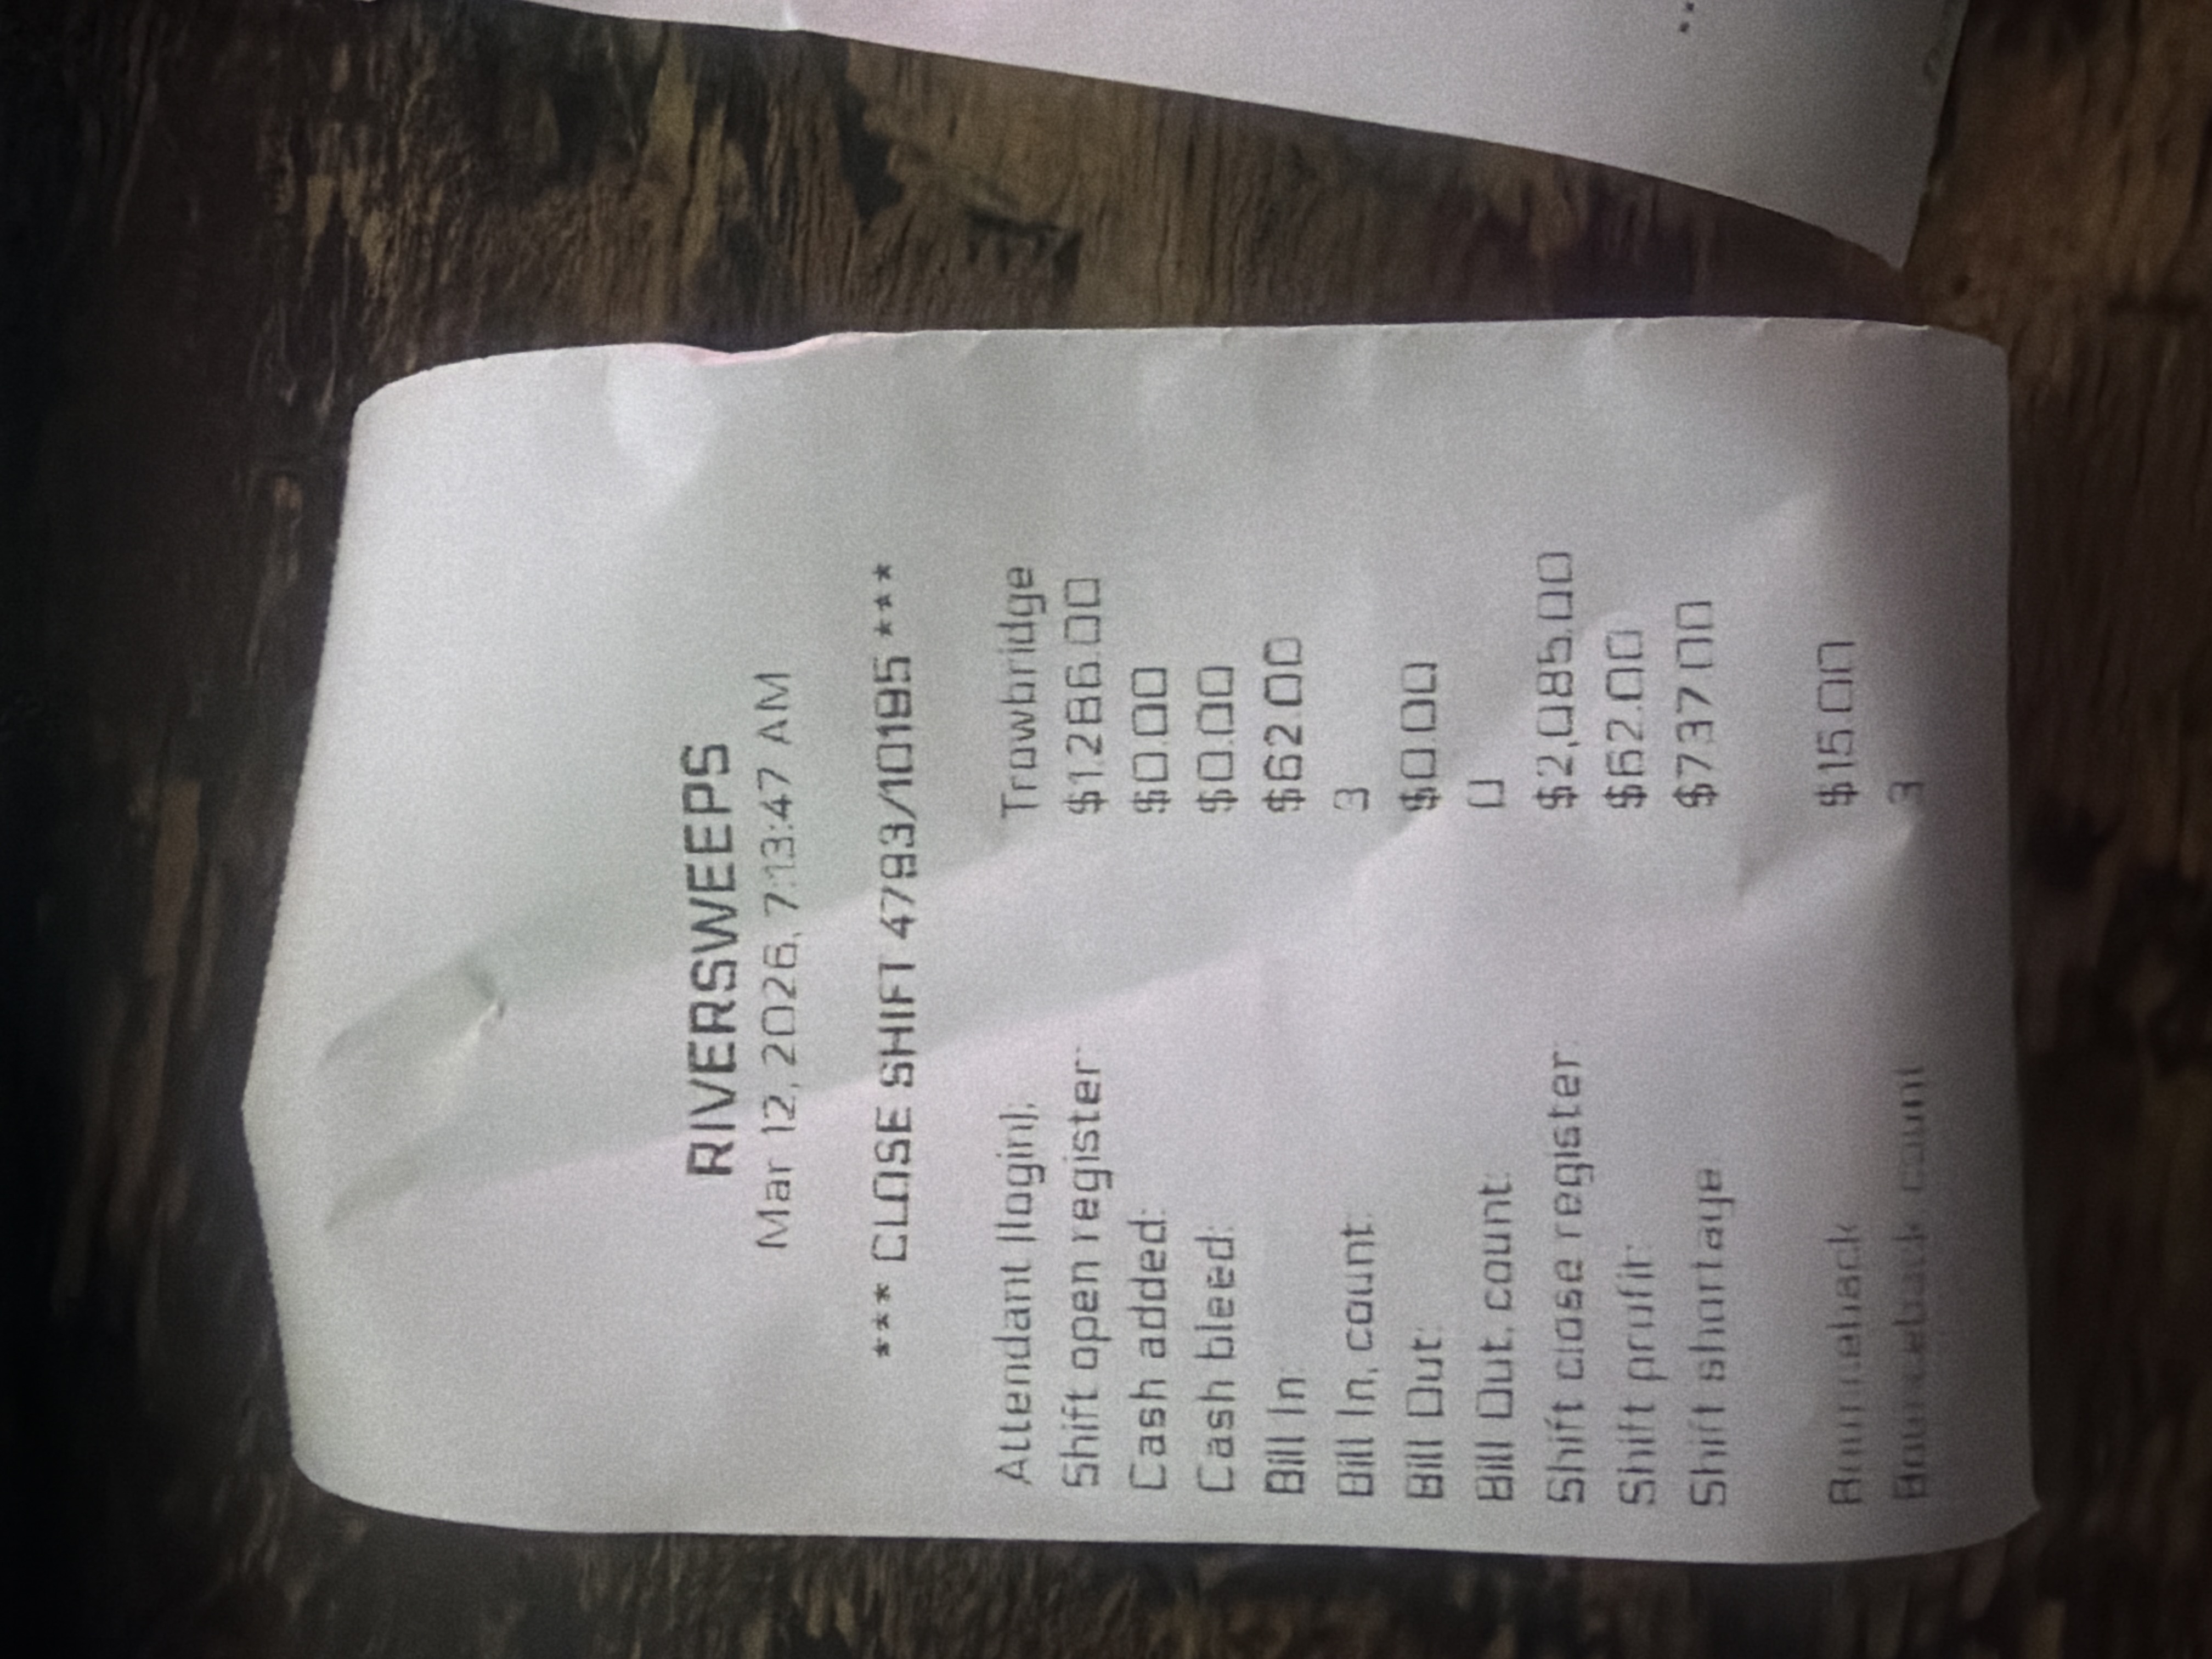 RIVERSWEEPS
Mar 12, 2026, 7:13:47 AM
*** CLOSE SHIFT 4793/10195 ***
Attendant (login): Trowbridge
Shift open register: $1,286.00
Cash added: $0.00
Cash bleed: $0.00
Bill In: $62.00
Bill In, count: 3
Bill Out: $0.00
Bill Out, count: 0
Shift close register: $2,085.00
Shift profit: $62.00
Shift shortage: $737.00
Bounceback $15.00
Bounceback count 3